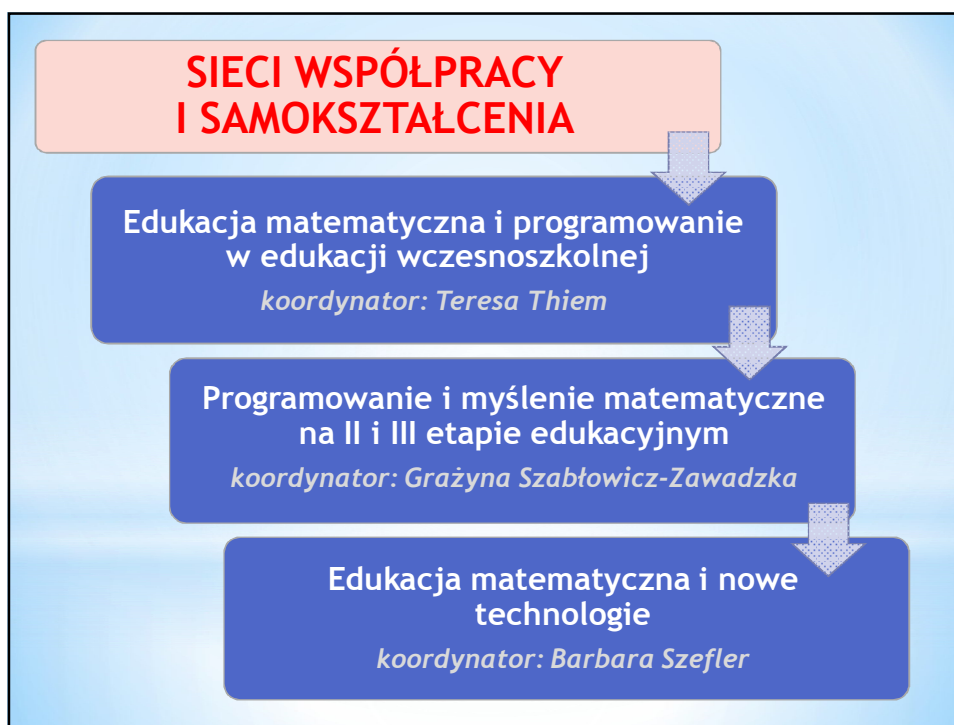 SIECI WSPÓŁPRACY
I SAMOKSZTAŁCENIA
Edukacja matematyczna i programowanie
w edukacji wczesnoszkolnej
koordynator: Teresa Thiem
Programowanie i myślenie matematyczne
na II i III etapie edukacyjnym
koordynator: Grażyna Szabłowicz-Zawadzka
Edukacja matematyczna i nowe
technologie
koordynator: Barbara Szefler